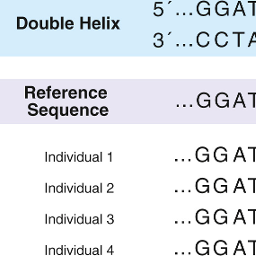 5´...GGAT
Double Helix
3´...CCTA
Reference
Sequence
...GGAT
Individual 1 ...GGAT
Individual 2 ...GGAT
Individual 3 ...GGAT
Individual 4 ...GGAT